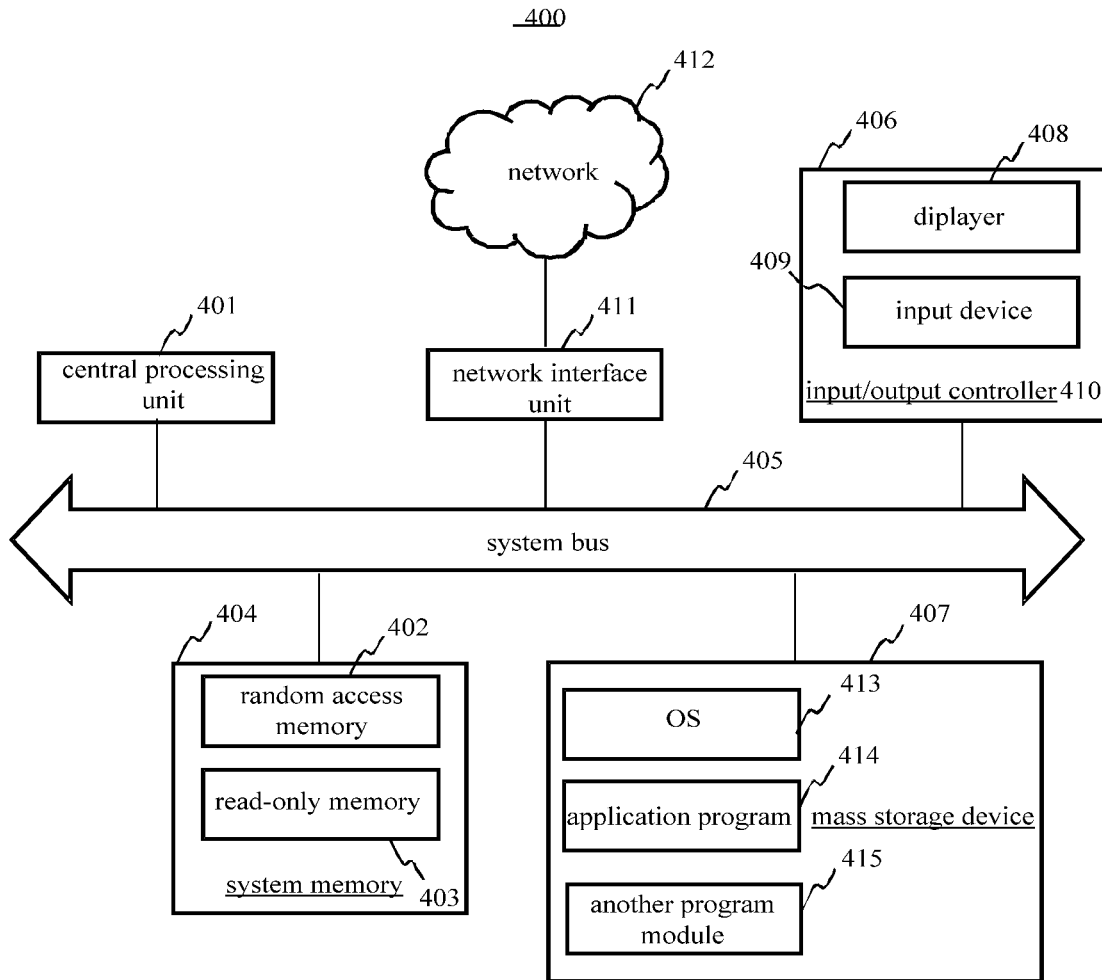 400
412
network
406
408
diplayer
409
input device
input/output controller 410
401
central processing
unit
411
network interface
unit
405
system bus
404
402
random access
memory
read-only memory
system memory
403
407
413
OS
414
application program
mass storage device
415
another program
module